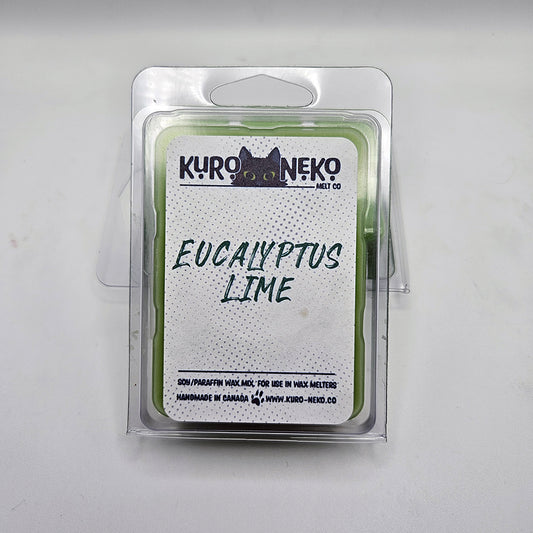 KURO NEKO
MELT CO
EUCALYPTUS
LIME
SOY/PARAFFIN WAX MIX, FOR USE IN WAX MELTERS
HANDMADE IN CANADA WWW.KURO-NEKO.CO